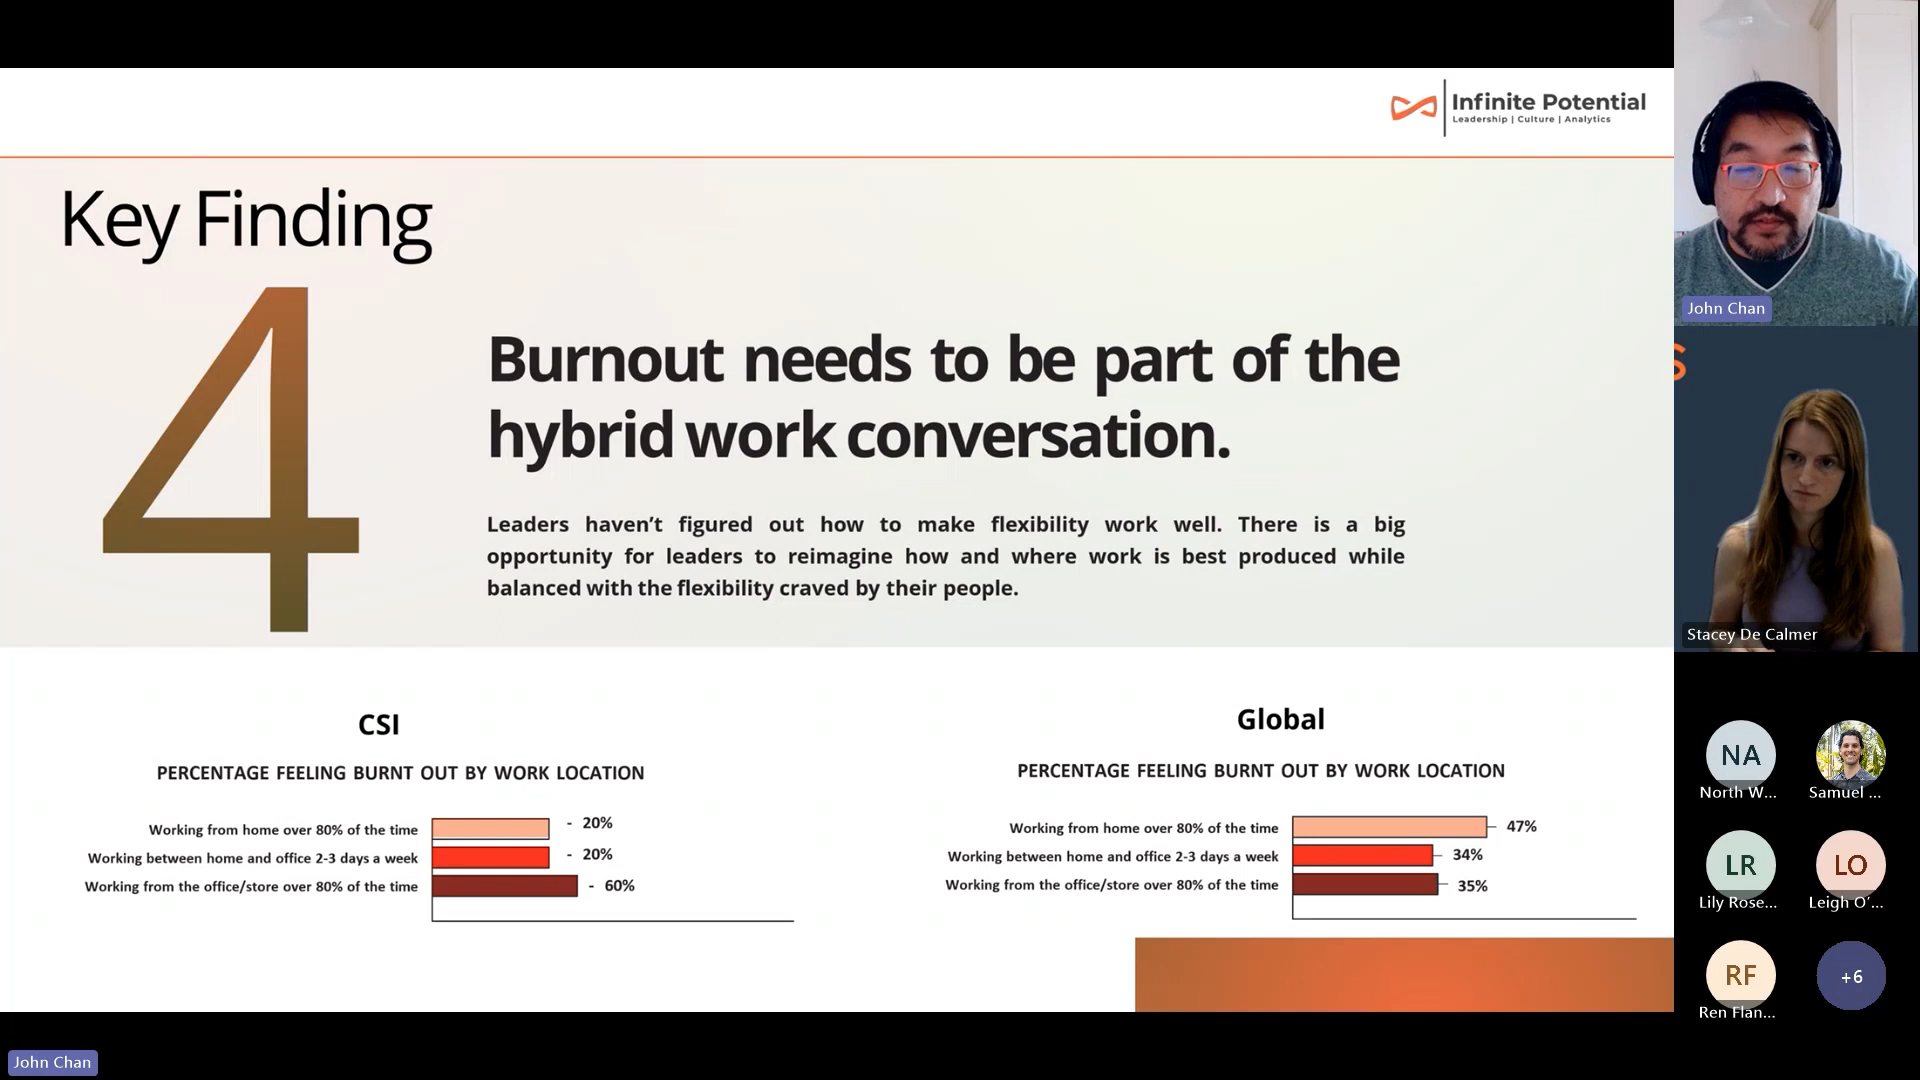 Infinite Potential
Leadership | Culture | Analytics
Key Finding
4
Burnout needs to be part of the
hybrid work conversation.
Leaders haven't figured out how to make flexibility work well. There is a big
opportunity for leaders to reimagine how and where work is best produced while
balanced with the flexibility craved by their people.
CSI
PERCENTAGE FEELING BURNT OUT BY WORK LOCATION
Working from home over 80% of the time - 20%
Working between home and office 2-3 days a week - 20%
Working from the office/store over 80% of the time - 60%
Global
PERCENTAGE FEELING BURNT OUT BY WORK LOCATION
Working from home over 80% of the time 47%
Working between home and office 2-3 days a week 34%
Working from the office/store over 80% of the time 35%
John Chan
S
Stacey De Calmer
NA
North W...
Samuel ...
LR
Lily Rose...
LO
Leigh O'...
RF
Ren Flan...
+6
John Chan